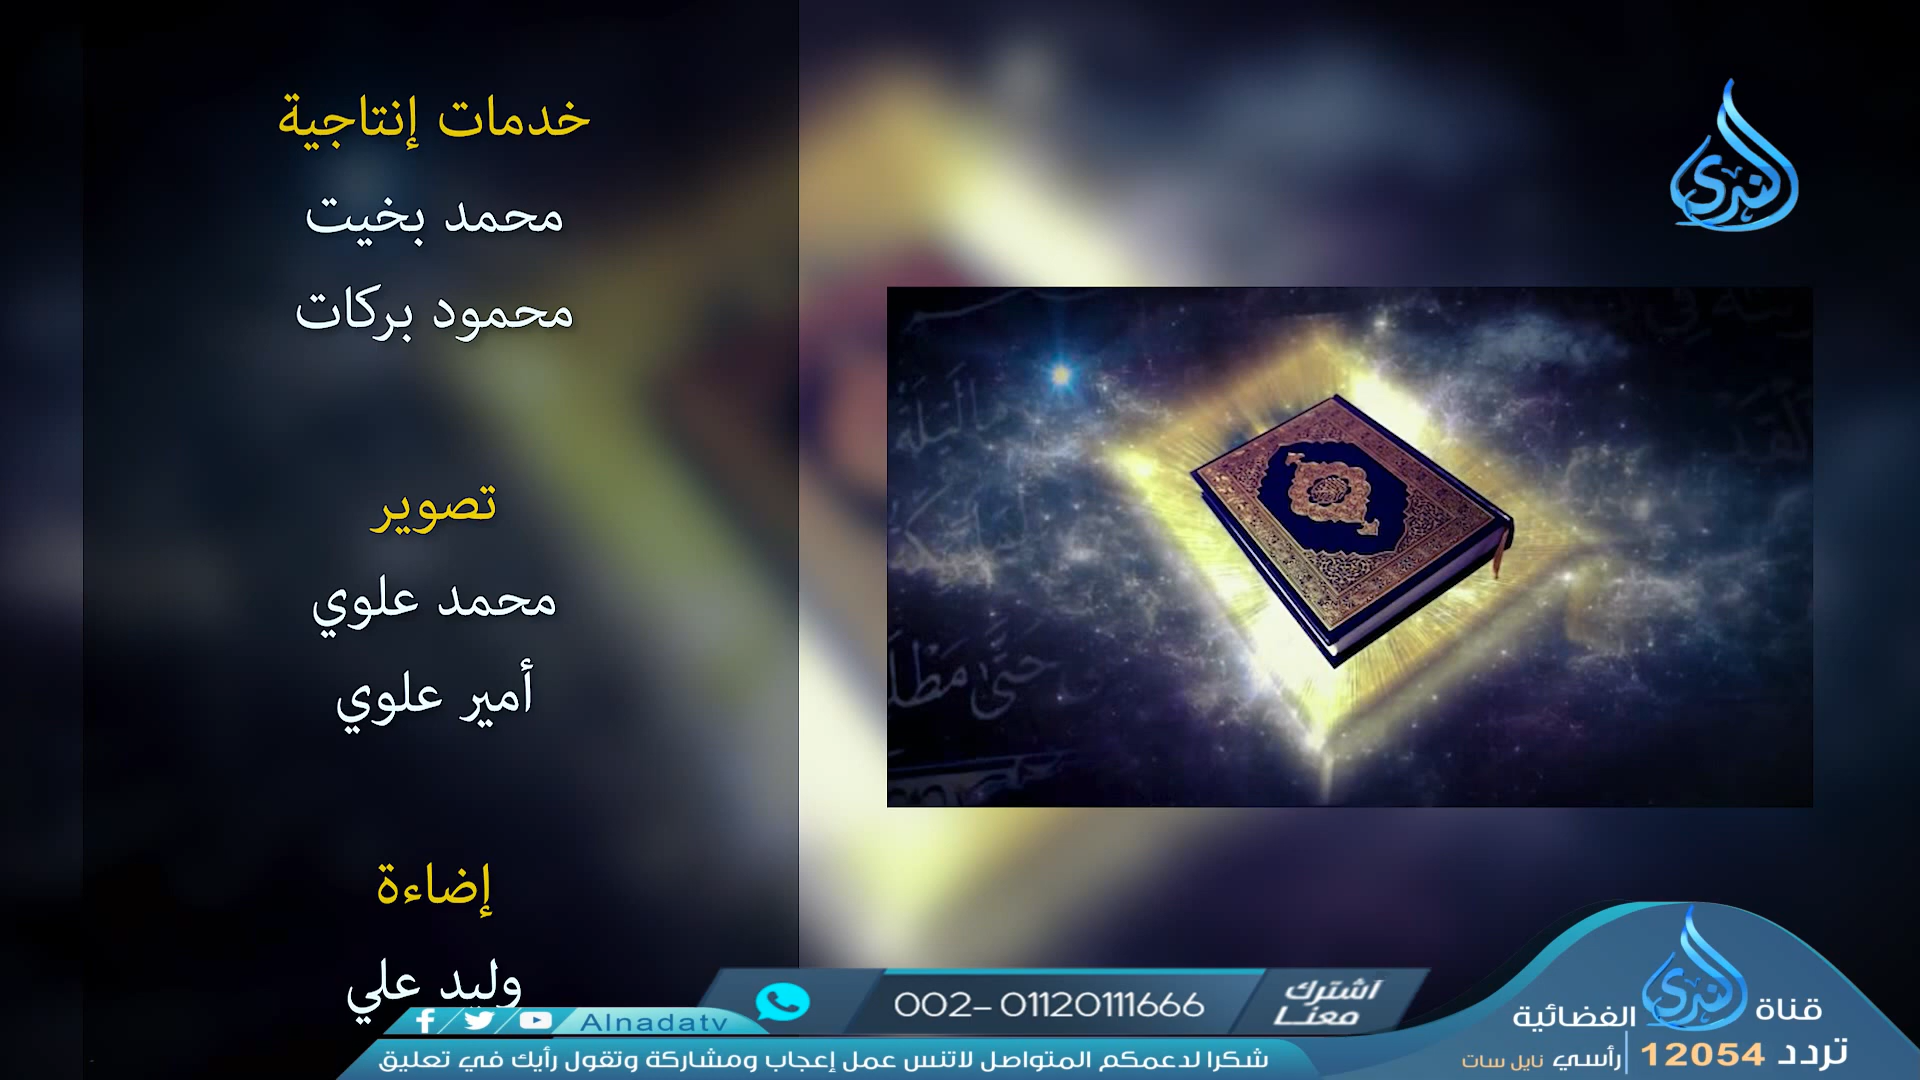 خدمات إنتاجية
محمد بخيت
محمود بركات
تصوير
محمد علوي
أمير علوي
إضاءة
وليد علي
الندى
حتى مَطْلَ
اشترك معنا
002-01120111666
Alnadatv
شكرا لدعمكم المتواصل لاتنس عمل إعجاب ومشاركة وتقول رأيك في تعليق
قناة الندى الفضائية
تردد 12054 رأسي نايل سات